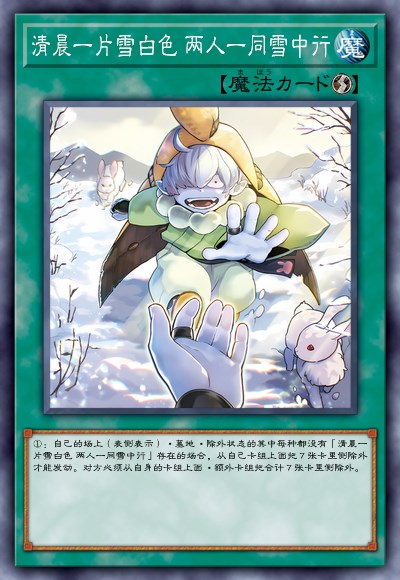 清晨一片雪白色 两人一同雪中行 魔
【魔法カード】
まほう
①：自己的场上（表侧表示）·墓地·除外状态的其中每种都没有「清晨一
片雪白色 两人一同雪中行」存在的场合，从自己卡组上面把7张卡里侧除外
才能发动。对方必须从自身的卡组上面·额外卡组把合计7张卡里侧除外。